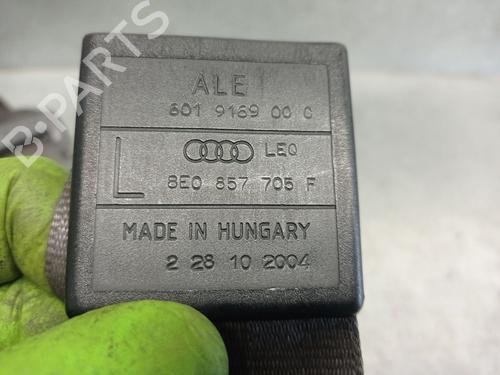 B-PARTS
ALE
601 9169 00 C
LEQ
L
8E0 857 705 F
MADE IN HUNGARY
2 28 10 2004